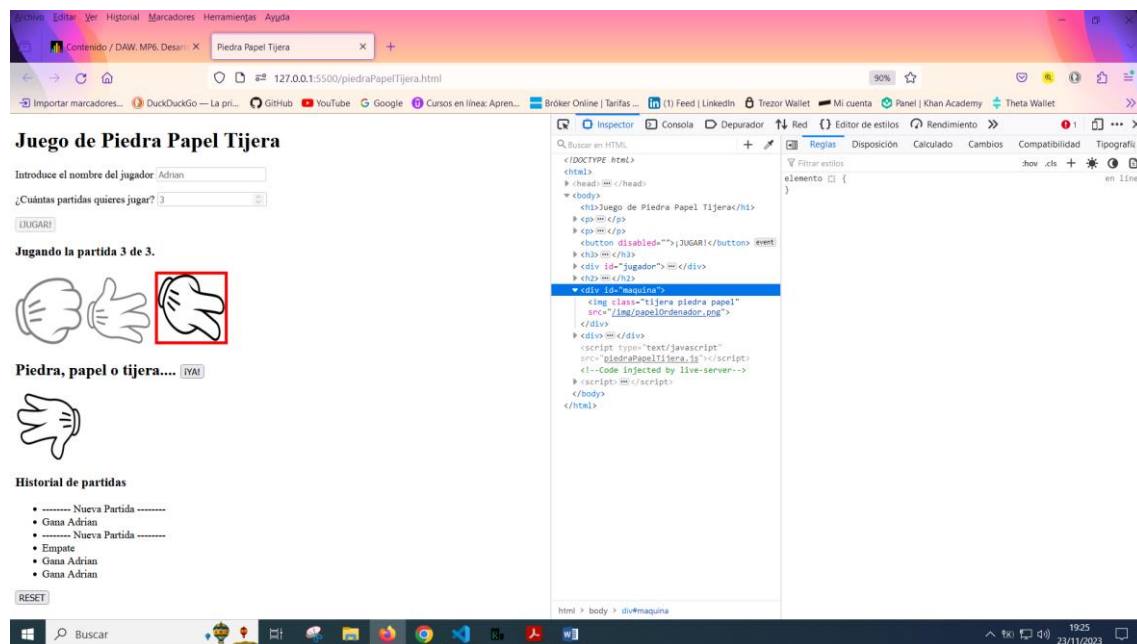 Archivo Editar Ver Historial Marcadores Herramientas Ayuda
Contenido / DAW. MP6. Desarr
Piedra Papel Tijera
127.0.0.1:5500/piedraPapelTijera.html
90%
Importar marcadores... DuckDuckGo — La pri... GitHub YouTube Google Cursos en línea: Apren... Bróker Online | Tarifas ... (1) Feed | LinkedIn Trezor Wallet Mi cuenta Panel | Khan Academy Theta Wallet
Juego de Piedra Papel Tijera
Introduce el nombre del jugador Adrian
¿Cuántas partidas quieres jugar? 3
¡JUGAR!
Jugando la partida 3 de 3.
Piedra, papel o tijera.... ¡YA!
Historial de partidas
-------- Nueva Partida --------
Gana Adrian
-------- Nueva Partida --------
Empate
Gana Adrian
Gana Adrian
RESET
Inspector Consola Depurador Red Editor de estilos Rendimiento 1
Buscar en HTML
<!DOCTYPE html>
<html>
<head> </head>
<body>
<h1>Juego de Piedra Papel Tijera</h1>
<p> </p>
<p> </p>
<button disabled="">¡JUGAR!</button> event
<h3> </h3>
<div id="jugador"> </div>
<h2> </h2>
<div id="maquina">
<img class="tijera piedra papel"
src="/img/papelOrdenador.png">
</div>
<div> </div>
<script type="text/javascript"
src="piedraPapelTijera.js"></script>
<!--Code injected by live-server-->
<script> </script>
</body>
</html>
html > body > div#maquina
Reglas Disposición Calculado Cambios Compatibilidad Tipografía
Filtrar estilos :hov .cls
elemento { en líne
}
Buscar
19:25
23/11/2023